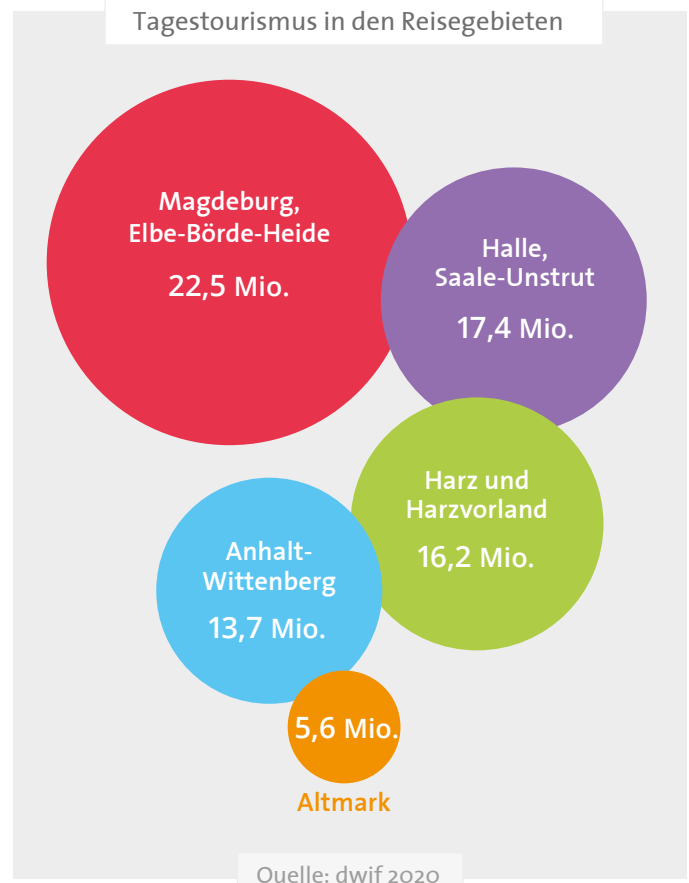 Tagestourismus in den Reisegebieten
Magdeburg,
Elbe-Börde-Heide
22,5 Mio.
Halle,
Saale-Unstrut
17,4 Mio.
Harz und
Harzvorland
16,2 Mio.
Anhalt-
Wittenberg
13,7 Mio.
5,6 Mio.
Altmark
Quelle: dwif 2020